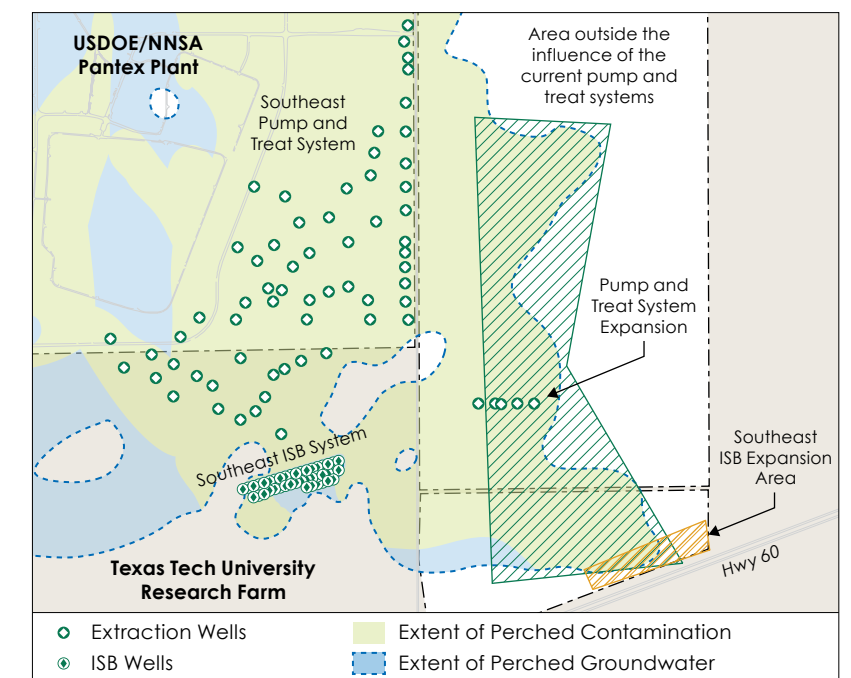 USDOE/NNSA
Pantex Plant
Area outside the
influence of the
current pump and
treat systems
Southeast
Pump and
Treat System
Pump and
Treat System
Expansion
Southeast
ISB Expansion
Area
Southeast ISB System
Texas Tech University
Research Farm
Hwy 60
Extraction Wells
Extent of Perched Contamination
ISB Wells
Extent of Perched Groundwater